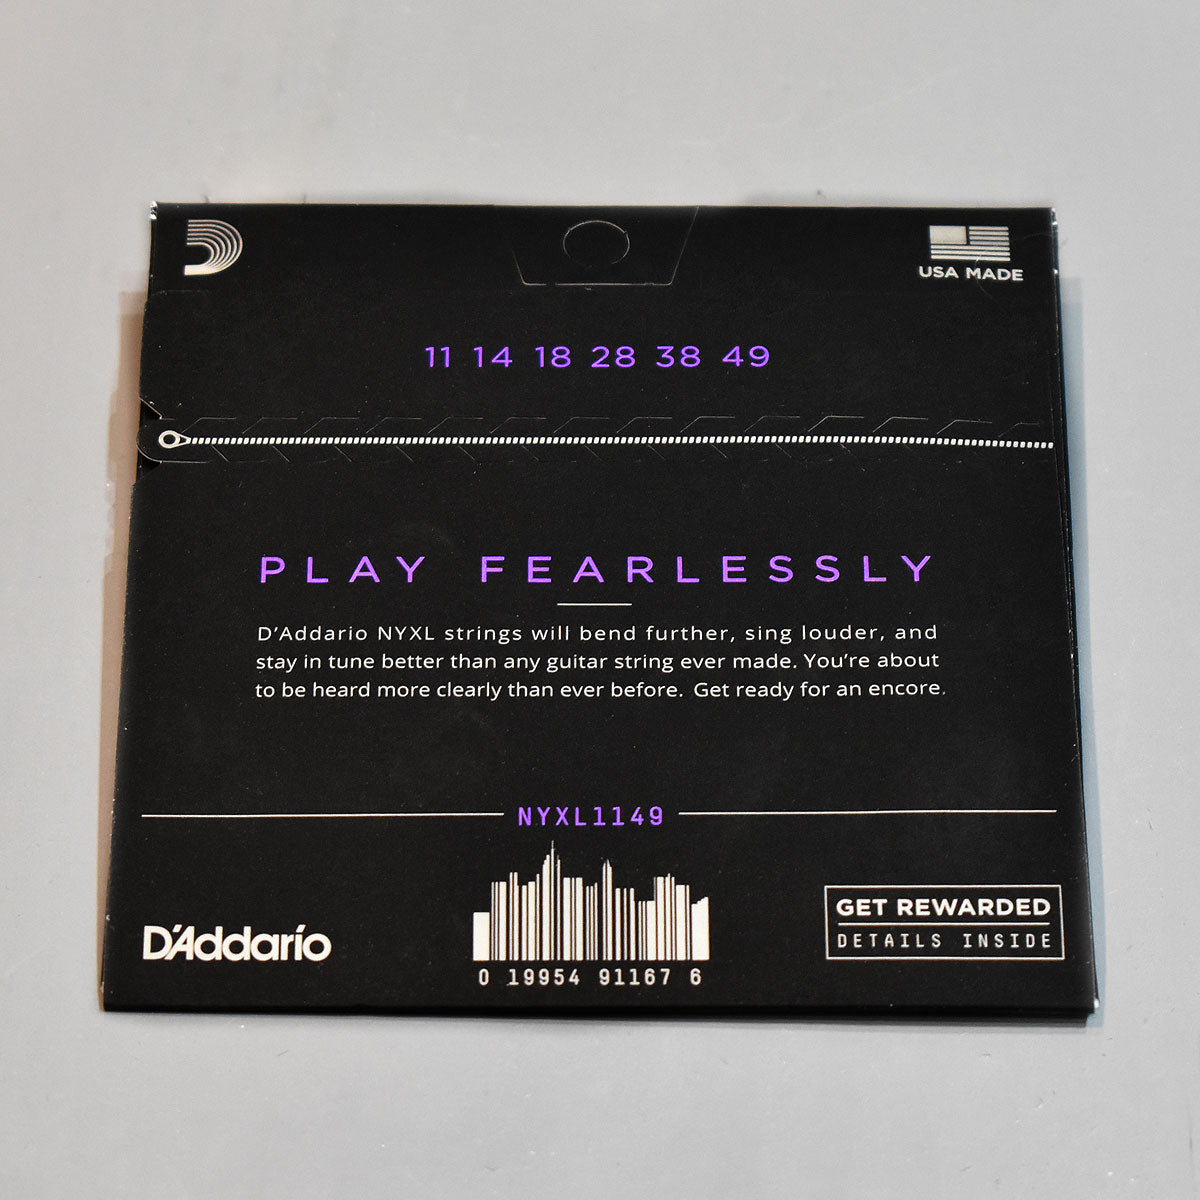 USA MADE
11 14 18 28 38 49
PLAY FEARLESSLY
D'Addario NYXL strings will bend further, sing louder, and
stay in tune better than any guitar string ever made. You're about
to be heard more clearly than ever before. Get ready for an encore.
NYXL1149
D'Addario
0 19954 91167 6
GET REWARDED
DETAILS INSIDE